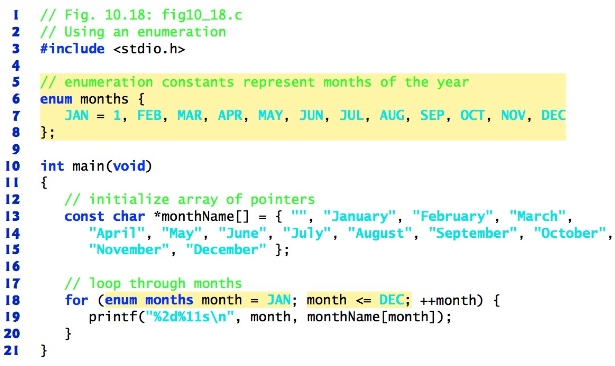 1 // Fig. 10.18: fig10_18.c
2 // Using an enumeration
3 #include <stdio.h>
4
5 // enumeration constants represent months of the year
6 enum months {
7    JAN = 1, FEB, MAR, APR, MAY, JUN, JUL, AUG, SEP, OCT, NOV, DEC
8 };
9
10 int main(void)
11 {
12    // initialize array of pointers
13    const char *monthName[] = { "", "January", "February", "March",
14       "April", "May", "June", "July", "August", "September", "October",
15       "November", "December" };
16
17    // loop through months
18    for (enum months month = JAN; month <= DEC; ++month) {
19       printf("%2d%11s\n", month, monthName[month]);
20    }
21 }